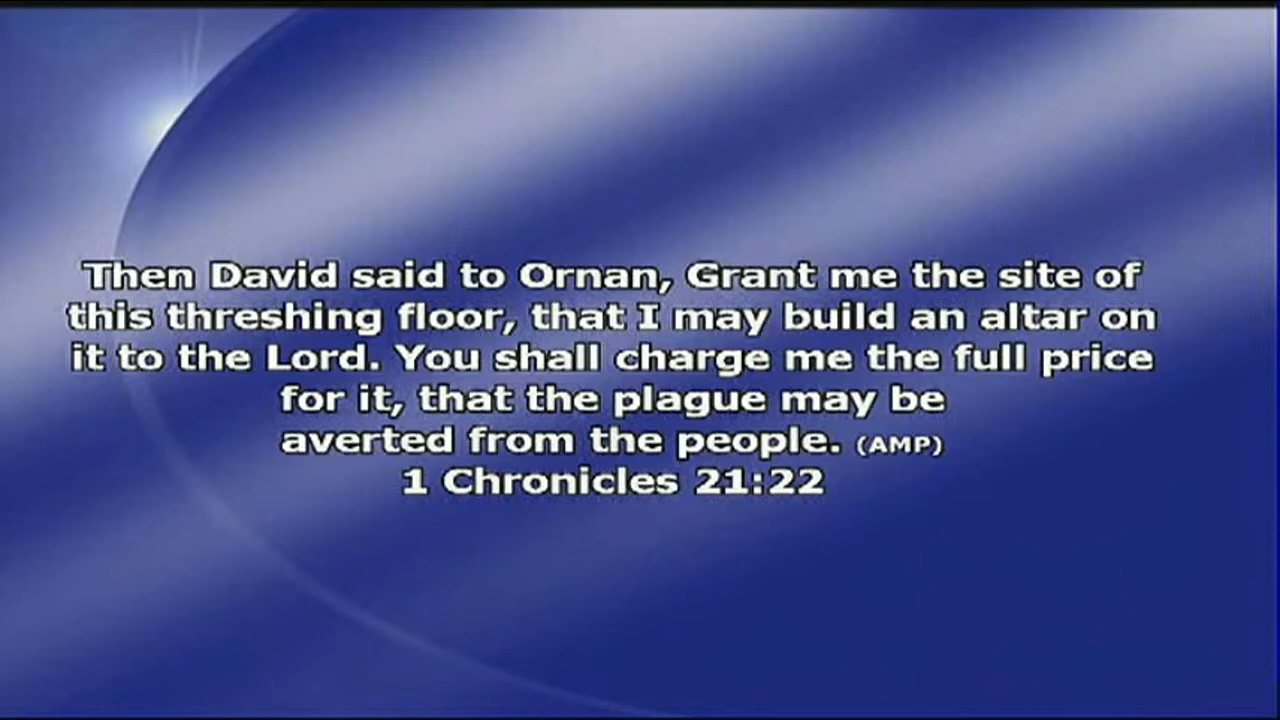 Then David said to Ornan, Grant me the site of
this threshing floor, that I may build an altar on
it to the Lord. You shall charge me the full price
for it, that the plague may be
averted from the people. (AMP)
1 Chronicles 21:22